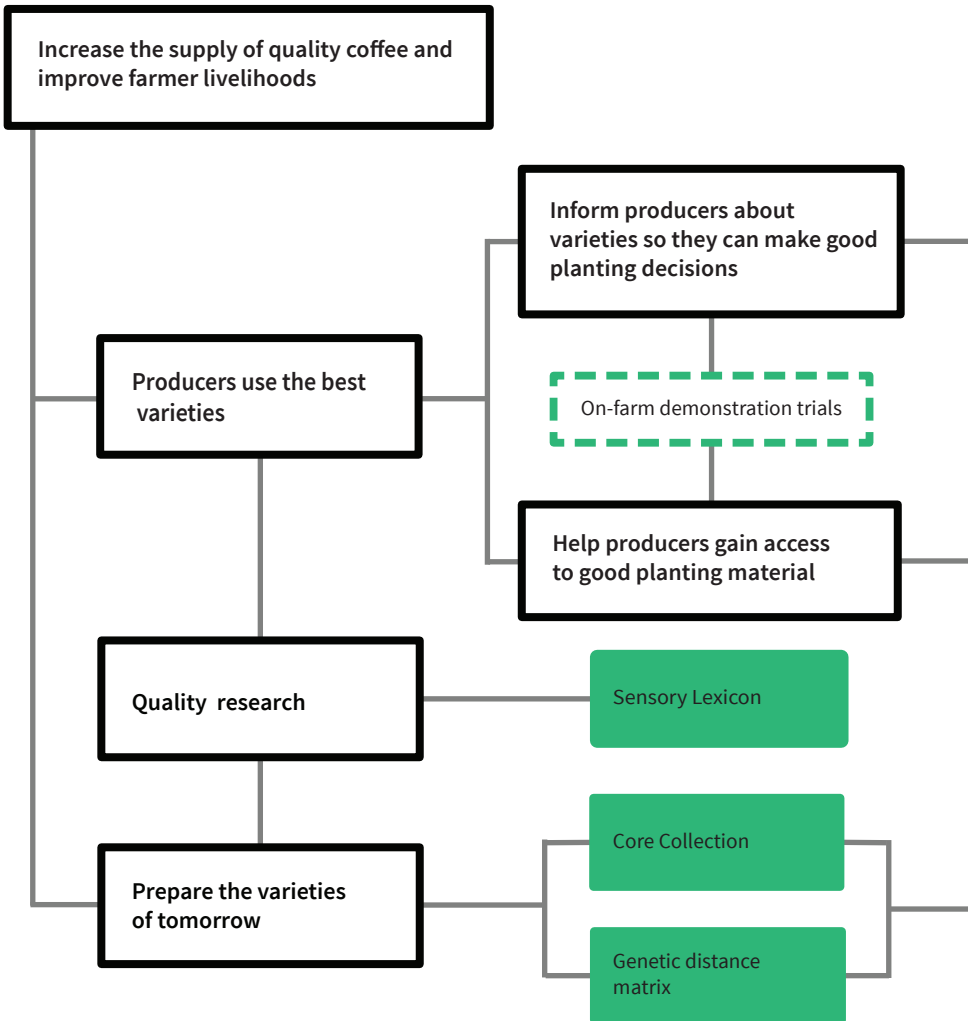 Increase the supply of quality coffee and
improve farmer livelihoods
Inform producers about
varieties so they can make good
planting decisions
Producers use the best
varieties
On-farm demonstration trials
Help producers gain access
to good planting material
Quality research
Sensory Lexicon
Core Collection
Prepare the varieties
of tomorrow
Genetic distance
matrix